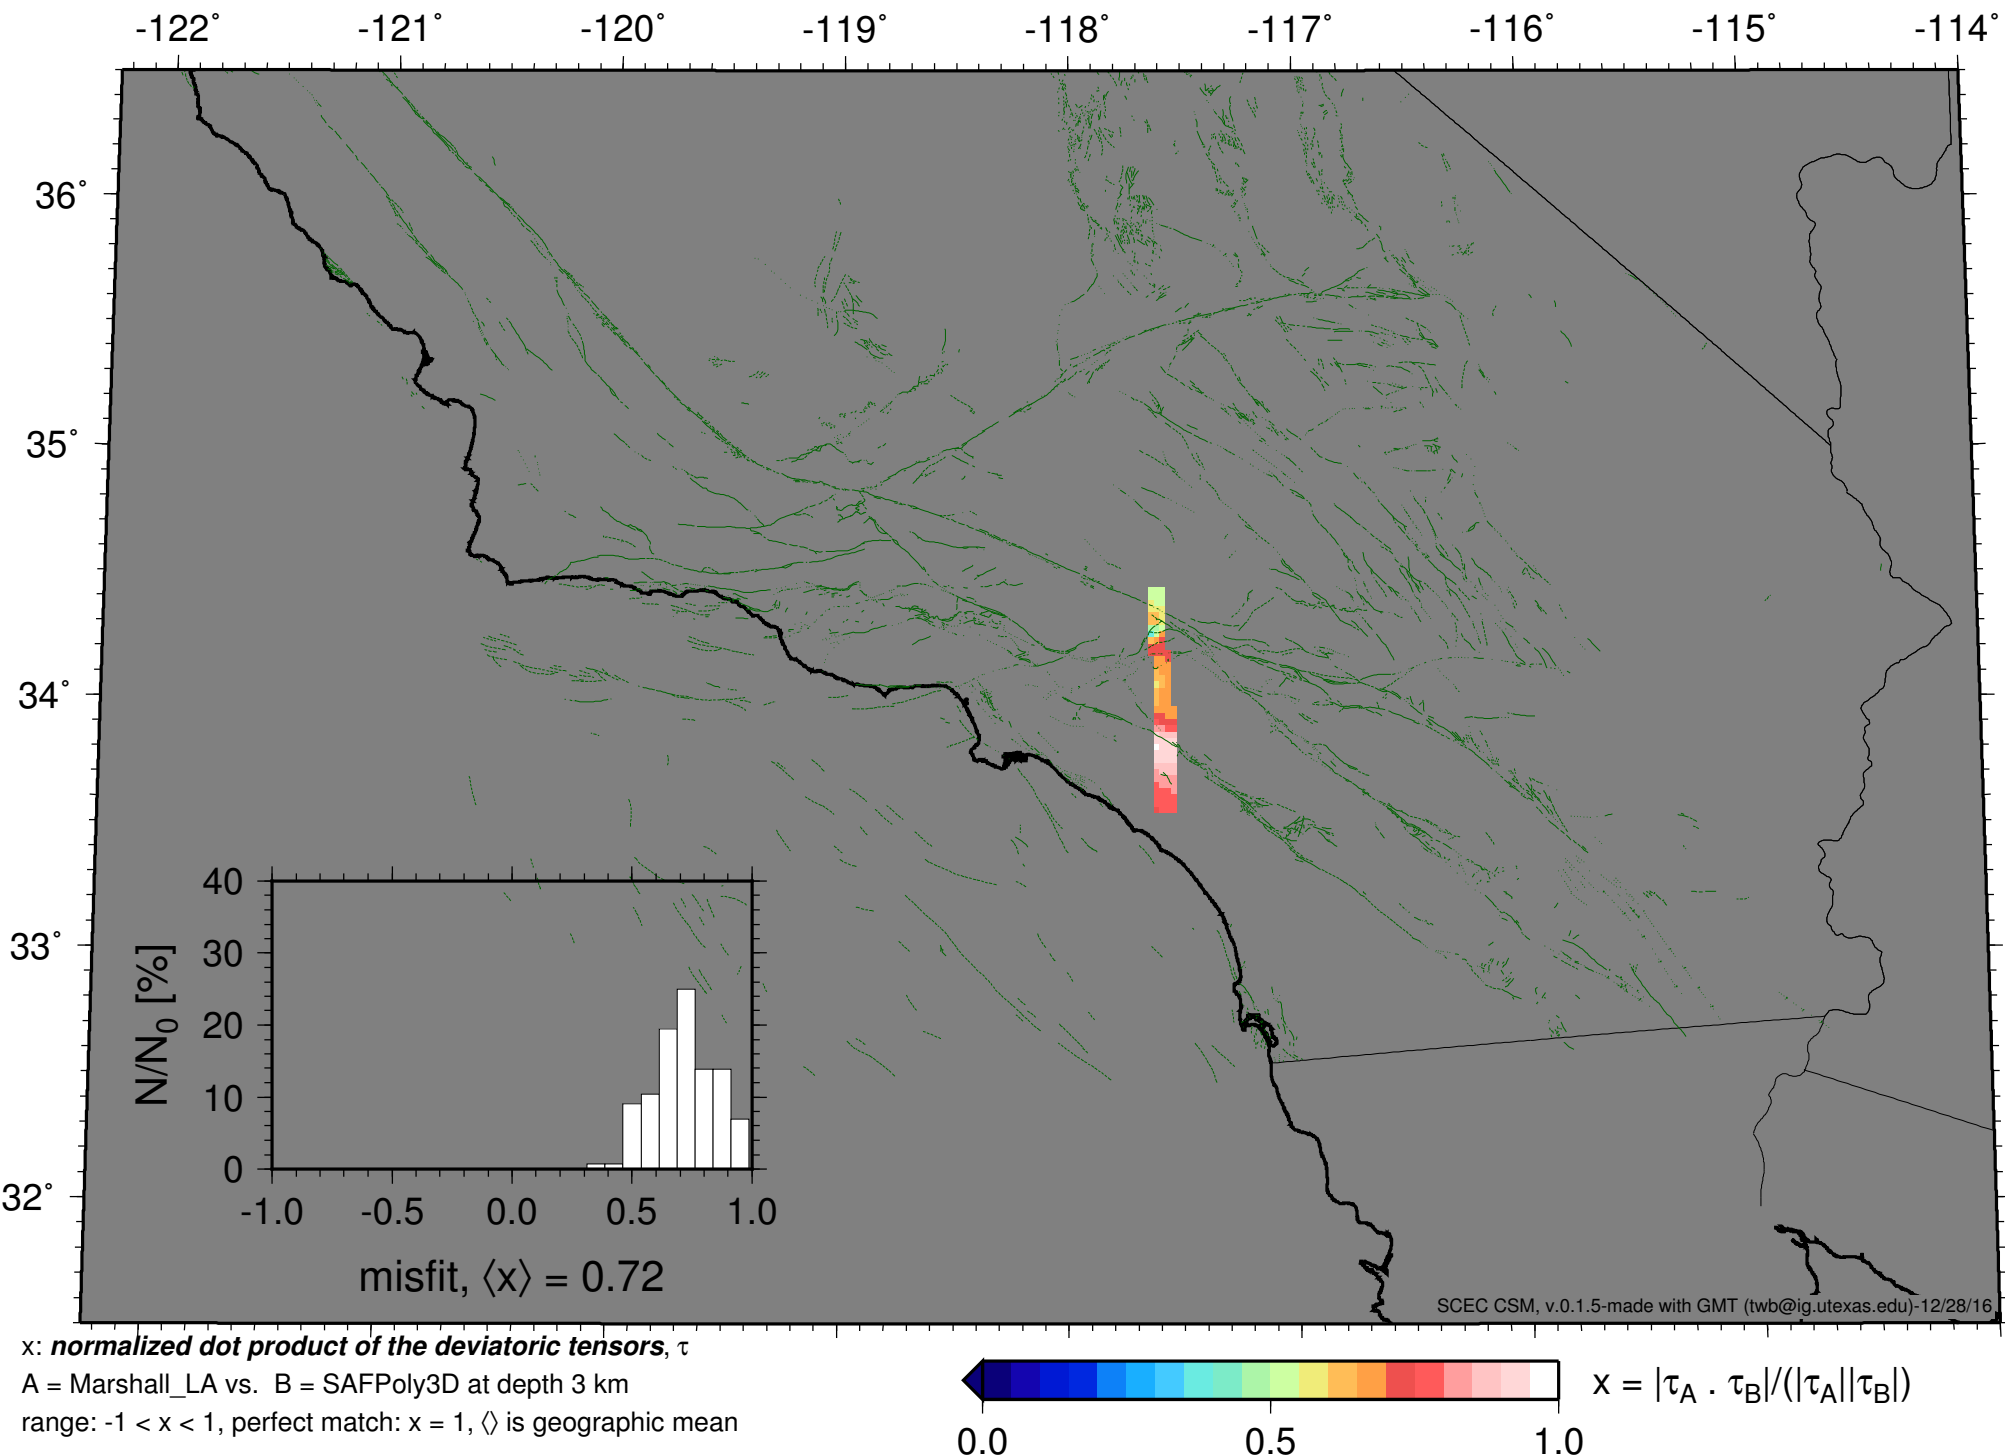 -122° -121° -120° -119° -118° -117° -116° -115° -114°
36°
35°
34°
33°
32°
40
30
20
10
0
N/N0 [%]
-1.0 -0.5 0.0 0.5 1.0
misfit, ⟨x⟩ = 0.72
SCEC CSM, v.0.1.5-made with GMT (twb@ig.utexas.edu)-12/28/16
x: normalized dot product of the deviatoric tensors, τ
A = Marshall_LA vs. B = SAFPoly3D at depth 3 km
range: -1 < x < 1, perfect match: x = 1, ⟨⟩ is geographic mean
x = |τA . τB|/(|τA||τB|)
0.0 0.5 1.0